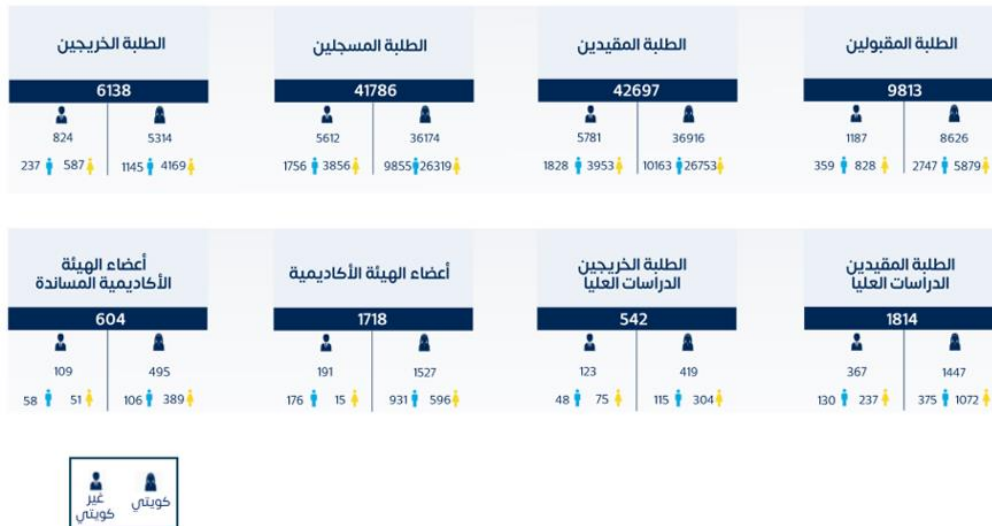 الطلبة المقبولين
9813
1187 8626
359 828 2747 5879
الطلبة المقيدين
42697
5781 36916
1828 3953 10163 26753
الطلبة المسجلين
41786
5612 36174
1756 3856 9855 26319
الطلبة الخريجين
6138
824 5314
237 587 1145 4169
الطلبة المقيدين
الدراسات العليا
1814
367 1447
130 237 375 1072
الطلبة الخريجين
الدراسات العليا
542
123 419
48 75 115 304
أعضاء الهيئة الأكاديمية
1718
191 1527
176 15 931 596
أعضاء الهيئة
الأكاديمية المساندة
604
109 495
58 51 106 389
كويتي
غير
كويتي